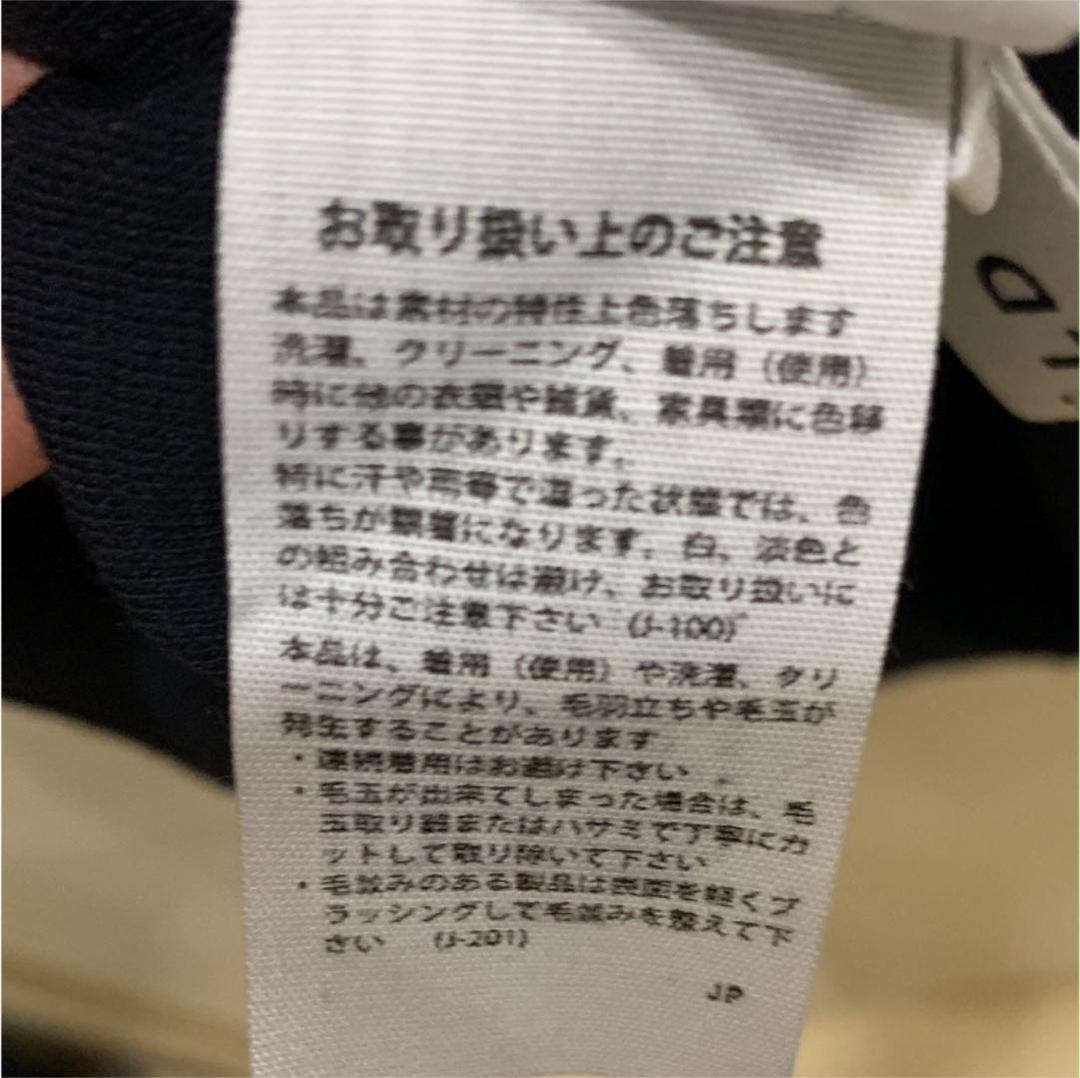 お取り扱い上のご注意
本品は素材の特性上色落ちします
洗濯、クリーニング、着用（使用）
時に他の衣類や雑貨、家具類に色移
りする事があります。
特に汗や雨等で湿った状態では、色
落ちが顕著になります。白、淡色と
の組み合わせは避け、お取り扱いに
は十分ご注意下さい (J-100)
本品は、着用（使用）や洗濯、クリ
ーニングにより、毛羽立ちや毛玉が
発生することがあります
・連続着用はお避け下さい
・毛玉が出来てしまった場合は、毛
玉取り器またはハサミで丁寧にカ
ットして取り除いて下さい
・毛並みのある製品は表面を軽くブ
ラッシングして毛並みを整えて下
さい (J-201)
JP